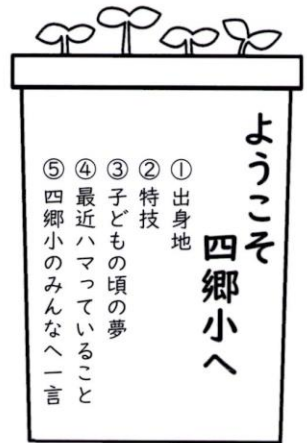 ようこそ
四郷小へ
①出身地
②特技
③子どもの頃の夢
④最近ハマっていること
⑤四郷小のみんなへ一言